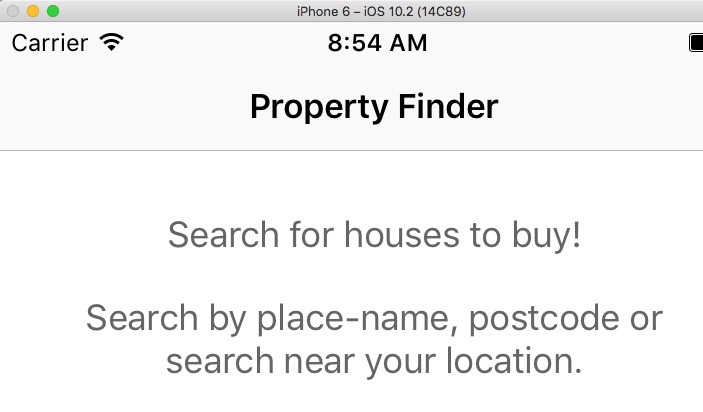 iPhone 6 – iOS 10.2 (14C89)
Carrier 8:54 AM
Property Finder
Search for houses to buy!
Search by place-name, postcode or
search near your location.